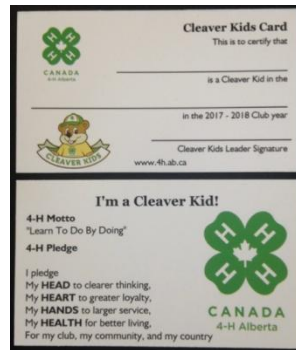 Cleaver Kids Card
This is to certify that
H H H H
CANADA
4-H Alberta
is a Cleaver Kid in the
in the 2017 - 2018 Club year
CLEAVER KIDS
Cleaver Kids Leader Signature
www.4h.ab.ca
I'm a Cleaver Kid!
4-H Motto
"Learn To Do By Doing"
4-H Pledge
I pledge
My HEAD to clearer thinking,
My HEART to greater loyalty,
My HANDS to larger service,
My HEALTH for better living,
For my club, my community, and my country
H H H H
CANADA
4-H Alberta